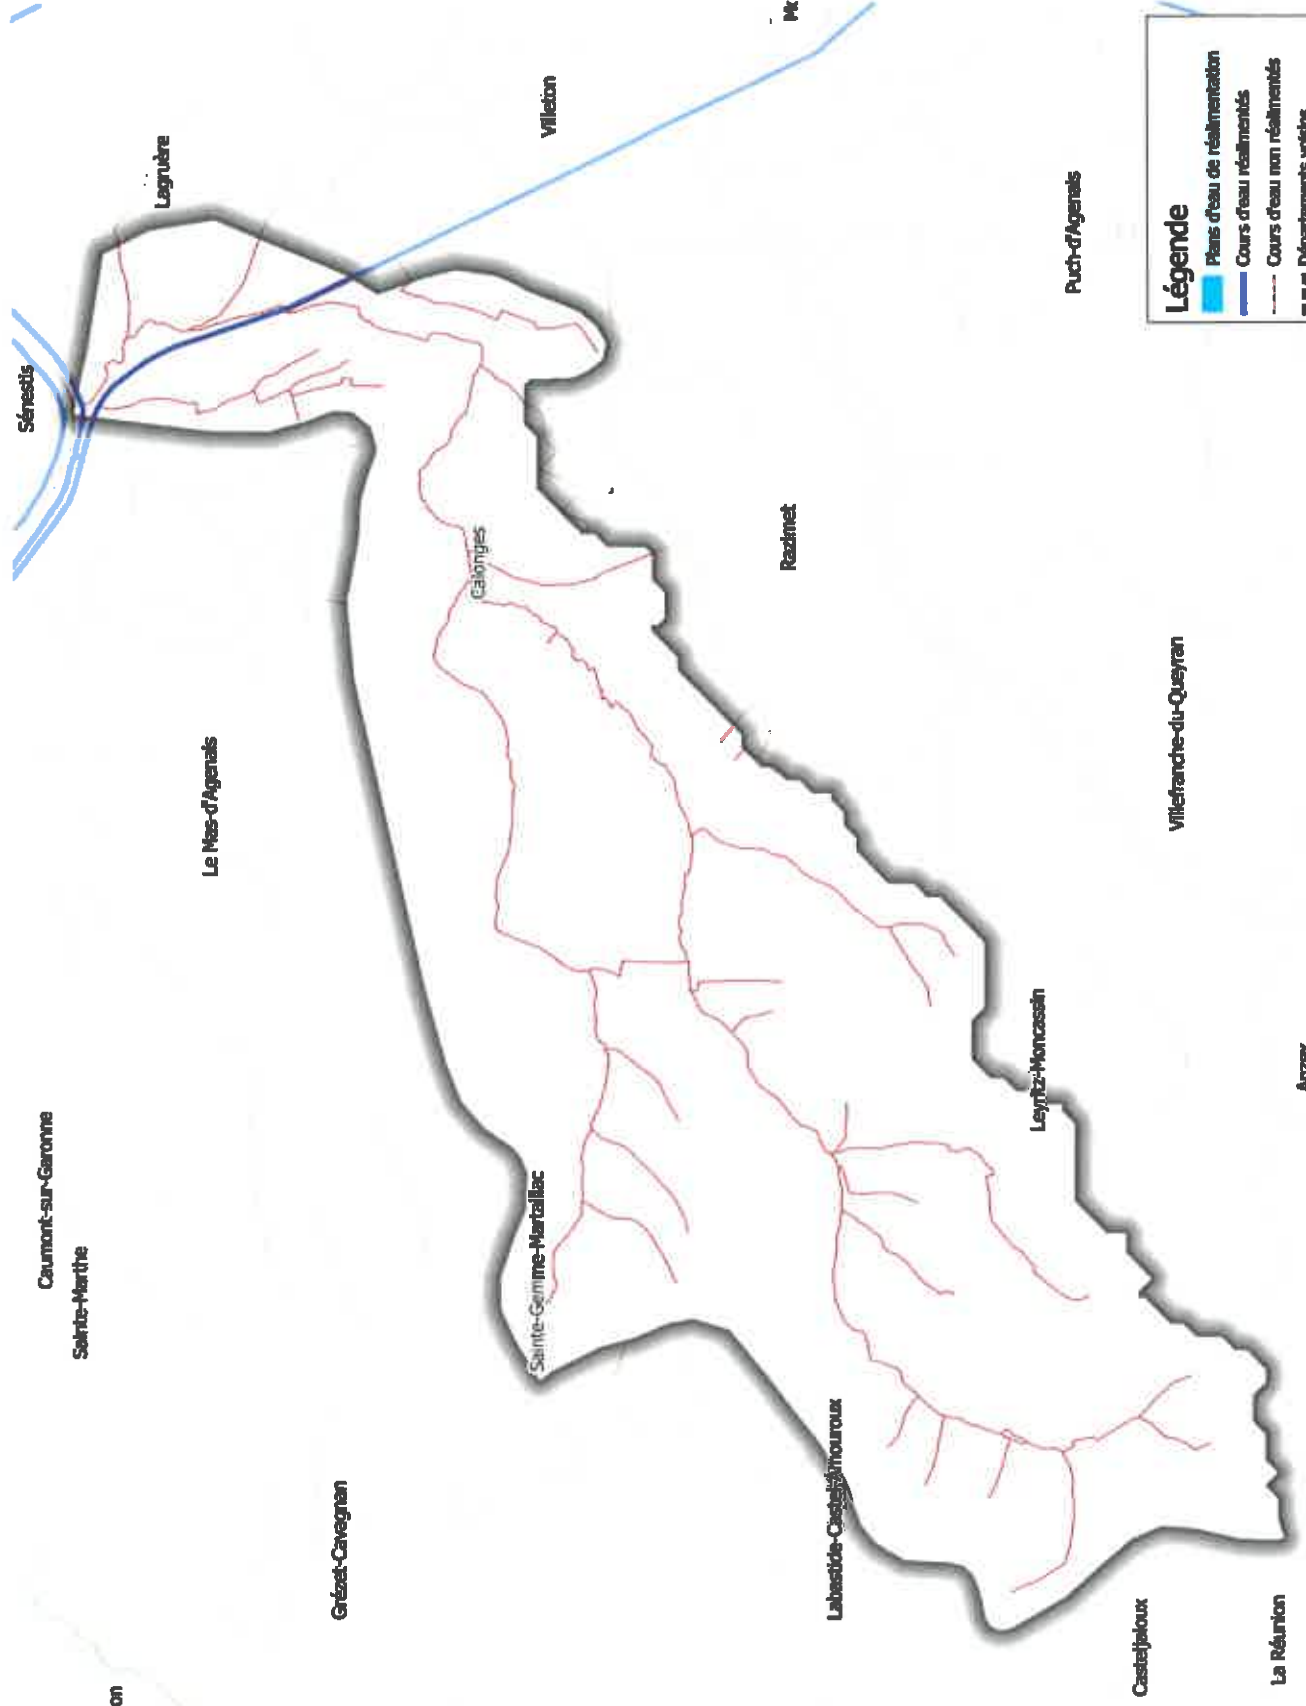 Sénestis
Caumont-sur-Garonne
Sainte-Marthe
on
Lagruère
Le Mas-d'Agenais
Grézet-Cavagnan
Calonges
Sainte-Gemme-Martaillac
Villeton
Razimet
Labastide-Castel-Amouroux
Leyritz-Moncassin
Puch-d'Agenais
Casteljaloux
Villefranche-du-Queyran
La Réunion
Légende
Plans d'eau de réalimentation
Cours d'eau réalimentés
Cours d'eau non réalimentés